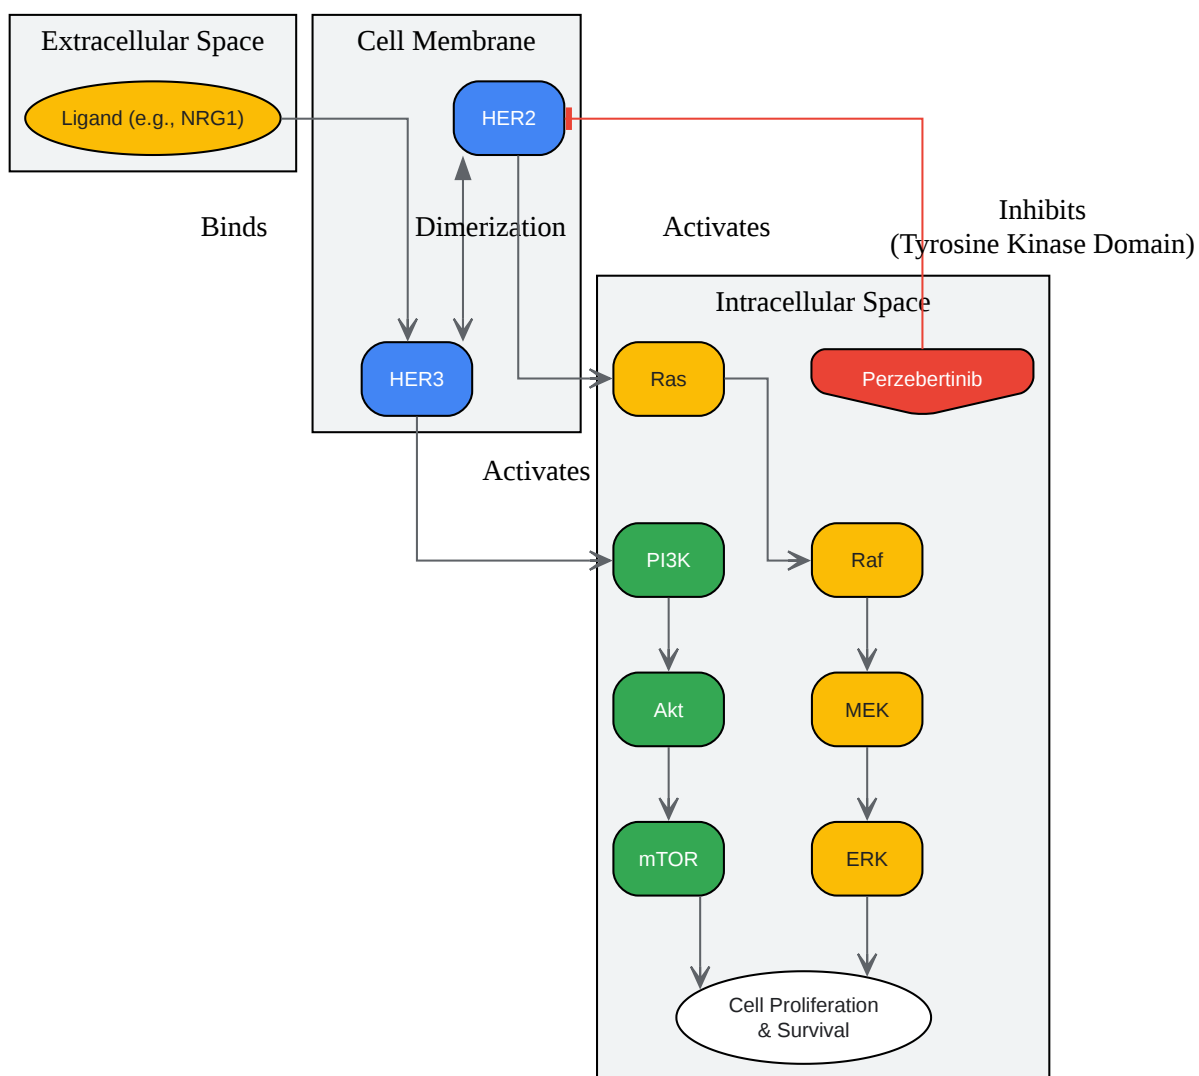 Extracellular Space
Cell Membrane
Ligand (e.g., NRG1)
HER2
Binds
Dimerization
Activates
Inhibits
(Tyrosine Kinase Domain)
Intracellular Space
HER3
Ras
Perzebertinib
Activates
PI3K
Raf
Akt
MEK
mTOR
ERK
Cell Proliferation
& Survival